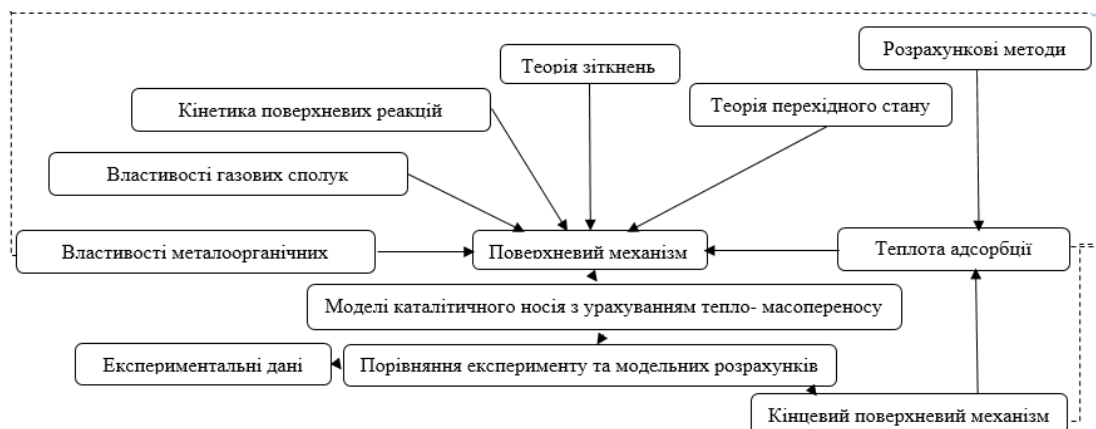 Розрахункові методи
Теорія зіткнень
Теорія перехідного стану
Кінетика поверхневих реакцій
Властивості газових сполук
Властивості металоорганічних
Поверхневий механізм
Теплота адсорбції
Моделі каталітичного носія з урахуванням тепло- масопереносу
Експериментальні дані
Порівняння експерименту та модельних розрахунків
Кінцевий поверхневий механізм